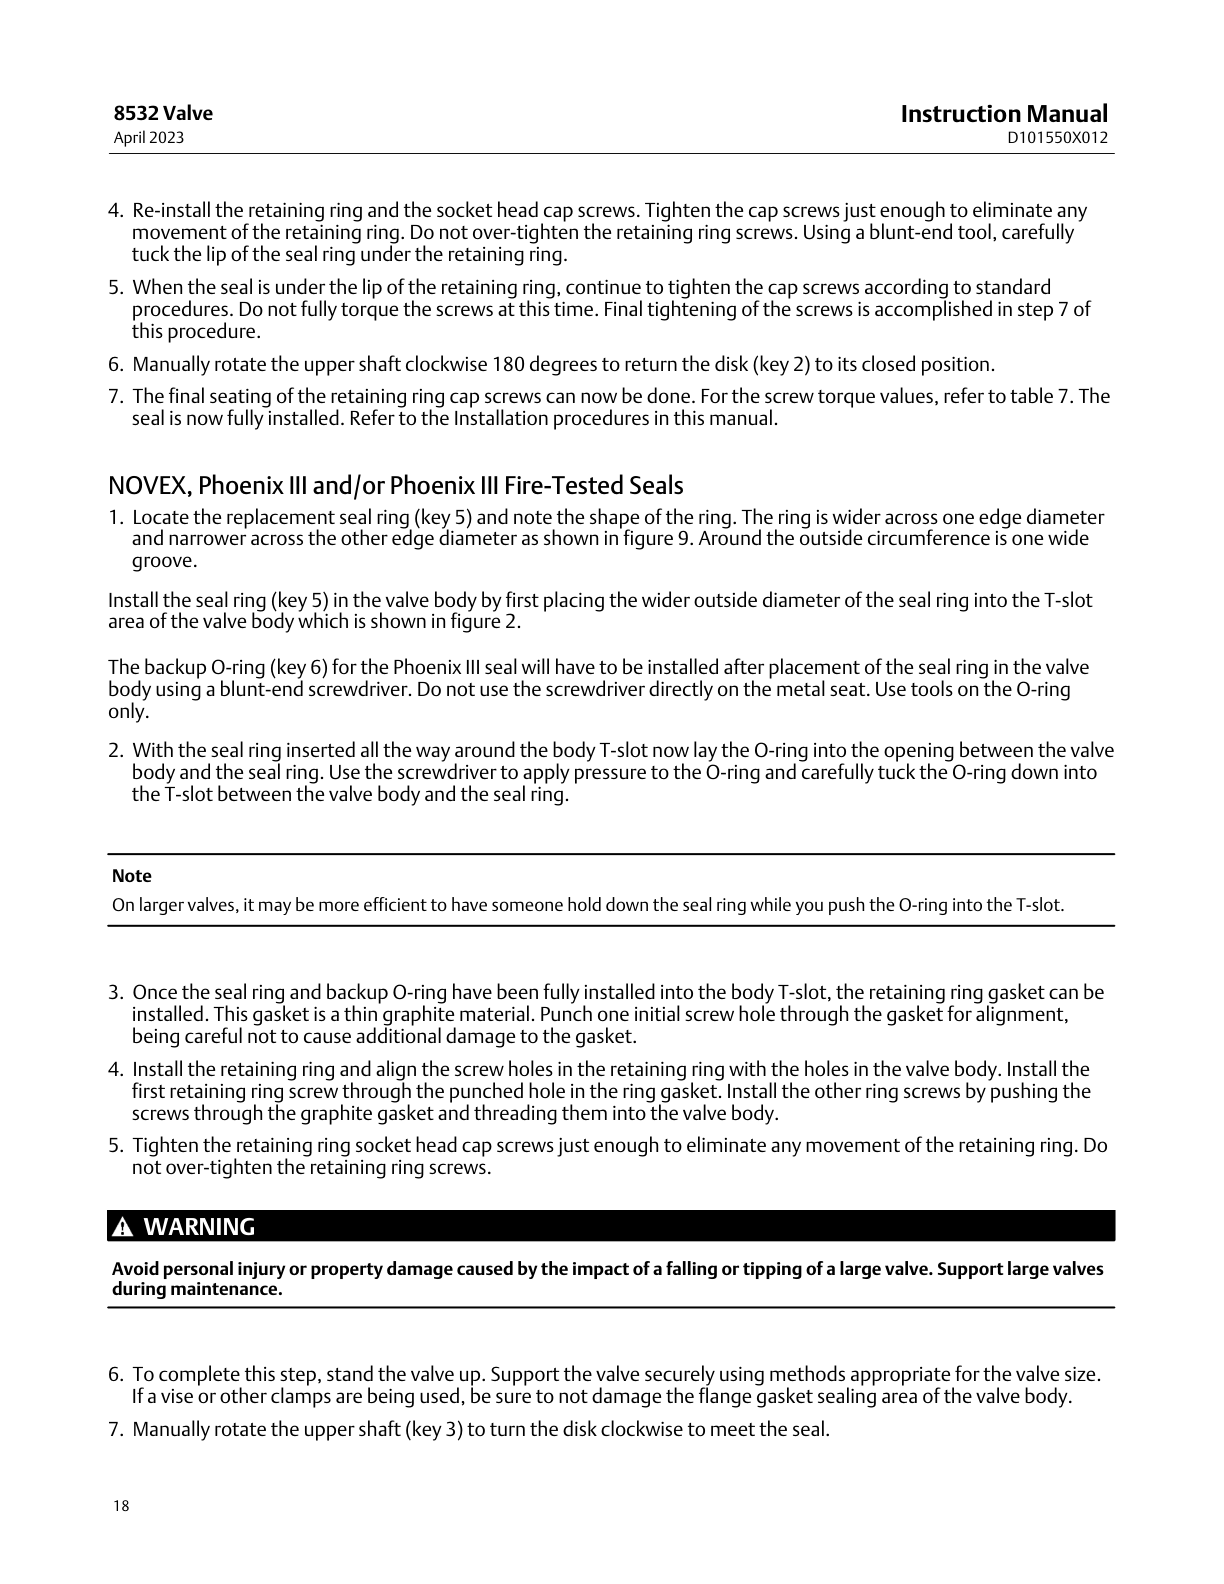 8532 Valve
Instruction Manual
April 2023
D101550X012
4. Re-install the retaining ring and the socket head cap screws. Tighten the cap screws just enough to eliminate any
movement of the retaining ring. Do not over-tighten the retaining ring screws. Using a blunt-end tool, carefully
tuck the lip of the seal ring under the retaining ring.
5. When the seal is under the lip of the retaining ring, continue to tighten the cap screws according to standard
procedures. Do not fully torque the screws at this time. Final tightening of the screws is accomplished in step 7 of
this procedure.
6. Manually rotate the upper shaft clockwise 180 degrees to return the disk (key 2) to its closed position.
7. The final seating of the retaining ring cap screws can now be done. For the screw torque values, refer to table 7. The
seal is now fully installed. Refer to the Installation procedures in this manual.
NOVEX, Phoenix III and/or Phoenix III Fire-Tested Seals
1. Locate the replacement seal ring (key 5) and note the shape of the ring. The ring is wider across one edge diameter
and narrower across the other edge diameter as shown in figure 9. Around the outside circumference is one wide
groove.
Install the seal ring (key 5) in the valve body by first placing the wider outside diameter of the seal ring into the T-slot
area of the valve body which is shown in figure 2.
The backup O-ring (key 6) for the Phoenix III seal will have to be installed after placement of the seal ring in the valve
body using a blunt-end screwdriver. Do not use the screwdriver directly on the metal seat. Use tools on the O-ring
only.
2. With the seal ring inserted all the way around the body T-slot now lay the O-ring into the opening between the valve
body and the seal ring. Use the screwdriver to apply pressure to the O-ring and carefully tuck the O-ring down into
the T-slot between the valve body and the seal ring.
Note
On larger valves, it may be more efficient to have someone hold down the seal ring while you push the O-ring into the T-slot.
3. Once the seal ring and backup O-ring have been fully installed into the body T-slot, the retaining ring gasket can be
installed. This gasket is a thin graphite material. Punch one initial screw hole through the gasket for alignment,
being careful not to cause additional damage to the gasket.
4. Install the retaining ring and align the screw holes in the retaining ring with the holes in the valve body. Install the
first retaining ring screw through the punched hole in the ring gasket. Install the other ring screws by pushing the
screws through the graphite gasket and threading them into the valve body.
5. Tighten the retaining ring socket head cap screws just enough to eliminate any movement of the retaining ring. Do
not over-tighten the retaining ring screws.
WARNING
Avoid personal injury or property damage caused by the impact of a falling or tipping of a large valve. Support large valves
during maintenance.
6. To complete this step, stand the valve up. Support the valve securely using methods appropriate for the valve size.
If a vise or other clamps are being used, be sure to not damage the flange gasket sealing area of the valve body.
7. Manually rotate the upper shaft (key 3) to turn the disk clockwise to meet the seal.
18